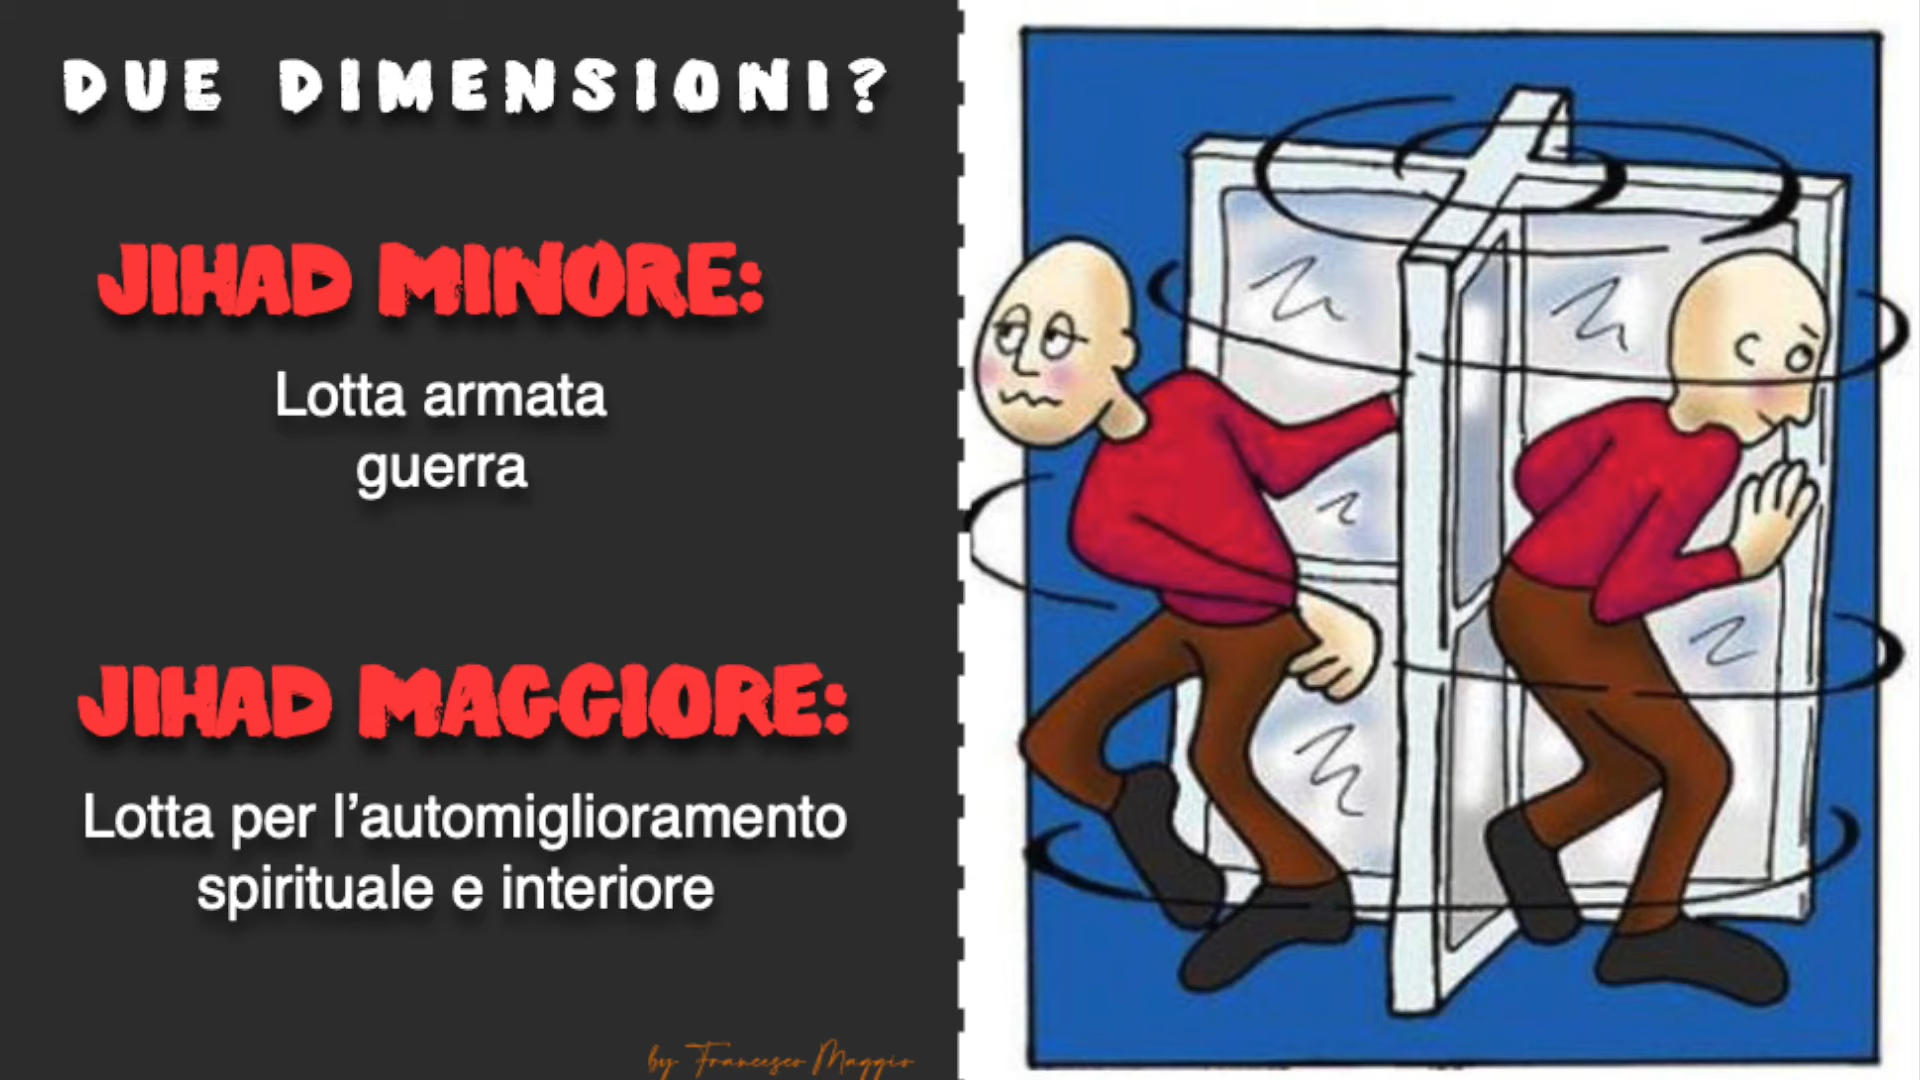 DUE DIMENSIONI?
JIHAD MINORE:
Lotta armata
guerra
JIHAD MAGGIORE:
Lotta per l’automiglioramento
spirituale e interiore
by Francesco Maggio